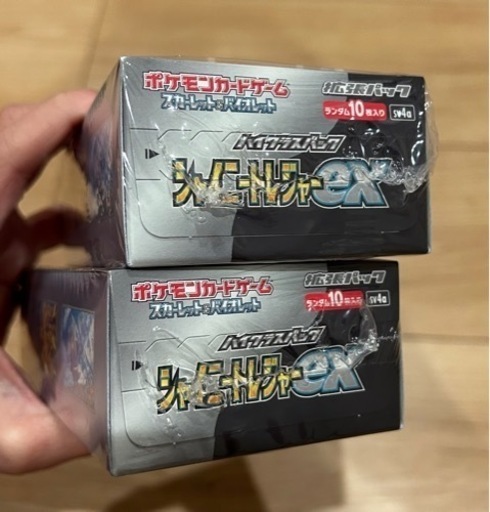 ポケモンカードゲーム 拡張パック
スカーレット&バイオレット ランダム10枚入り sv4a
ハイクラスパック
シャイニートレジャーex
ポケモンカードゲーム 拡張パック
スカーレット&バイオレット ランダム10枚入り sv4a
ハイクラスパック
シャイニートレジャーex